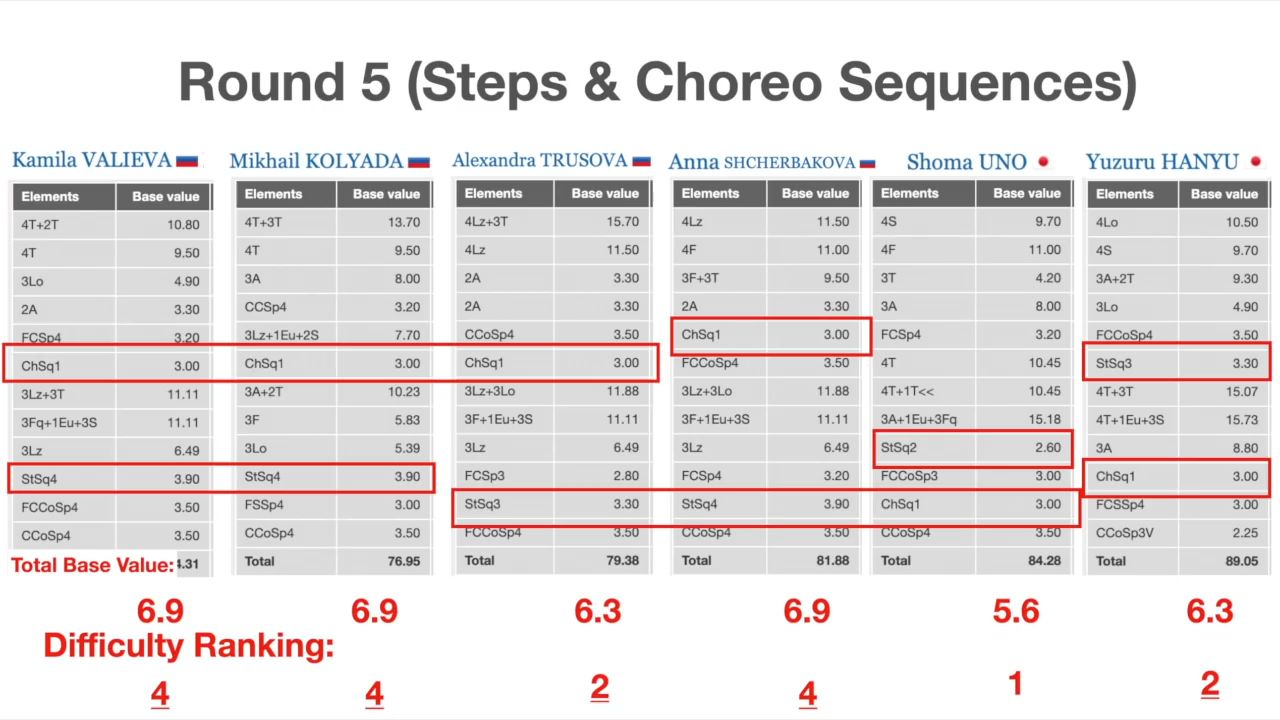 Round 5 (Steps & Choreo Sequences)
Kamila VALIEVA Mikhail KOLYADA Alexandra TRUSOVA Anna SHCHERBAKOVA Shoma UNO Yuzuru HANYU
Elements Base value Elements Base value Elements Base value Elements Base value Elements Base value Elements Base value
4T+2T 10.80 4T+3T 13.70 4Lz+3T 15.70 4Lz 11.50 4S 9.70 4Lo 10.50
4T 9.50 4T 9.50 4Lz 11.50 4F 11.00 4F 11.00 4S 9.70
3Lo 4.90 3A 8.00 2A 3.30 3F+3T 9.50 3T 4.20 3A+2T 9.30
2A 3.30 CCSp4 3.20 2A 3.30 2A 3.30 3A 8.00 3Lo 4.90
FCSp4 3.20 3Lz+1Eu+2S 7.70 CCoSp4 3.50 ChSq1 3.00 FCSp4 3.20 FCCoSp4 3.50
ChSq1 3.00 ChSq1 3.00 ChSq1 3.00 FCCoSp4 3.50 4T 10.45 StSq3 3.30
3Lz+3T 11.11 3A+2T 10.23 3Lz+3Lo 11.88 3Lz+3Lo 11.88 4T+1T<< 10.45 4T+3T 15.07
3Fq+1Eu+3S 11.11 3F 5.83 3F+1Eu+3S 11.11 3F+1Eu+3S 11.11 3A+1Eu+3Fq 15.18 4T+1Eu+3S 15.73
3Lz 6.49 3Lo 5.39 3Lz 6.49 3Lz 6.49 StSq2 2.60 3A 8.80
StSq4 3.90 StSq4 3.90 FCSp3 2.80 FCSp4 3.20 FCCoSp3 3.00 ChSq1 3.00
FCCoSp4 3.50 FSSp4 3.00 StSq3 3.30 StSq4 3.90 ChSq1 3.00 FCSSp4 3.00
CCoSp4 3.50 CCoSp4 3.50 FCCoSp4 3.50 CCoSp4 3.50 CCoSp4 3.50 CCoSp3V 2.25
Total Base Value: 4.31 Total 76.95 Total 79.38 Total 81.88 Total 84.28 Total 89.05
6.9 6.9 6.3 6.9 5.6 6.3
Difficulty Ranking:
4 4 2 4 1 2